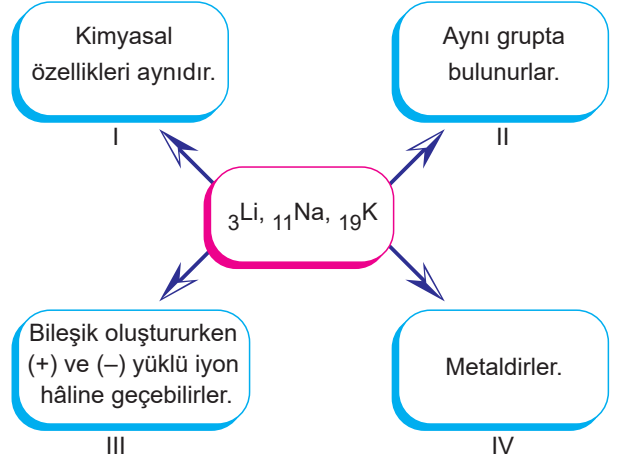 Kimyasal
özellikleri aynıdır.
I
Aynı grupta
bulunurlar.
II
₃Li, ₁₁Na, ₁₉K
Bileşik oluştururken
(+) ve (–) yüklü iyon
hâline geçebilirler.
III
Metaldirler.
IV